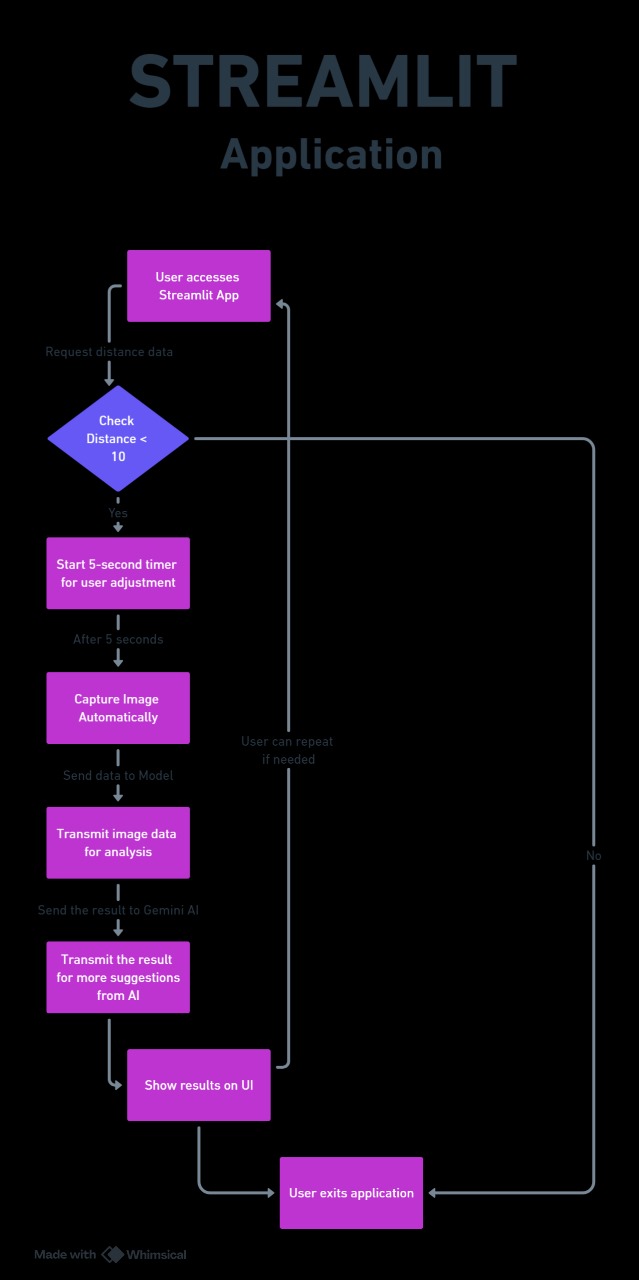 STREAMLIT
Application
User accesses
Streamlit App
Request distance data
Check
Distance <
10
Yes
Start 5-second timer
for user adjustment
After 5 seconds
Capture Image
Automatically
User can repeat
if needed
Send data to Model
Transmit image data
for analysis
No
Send the result to Gemini AI
Transmit the result
for more suggestions
from AI
Show results on UI
User exits application
Made with Whimsical